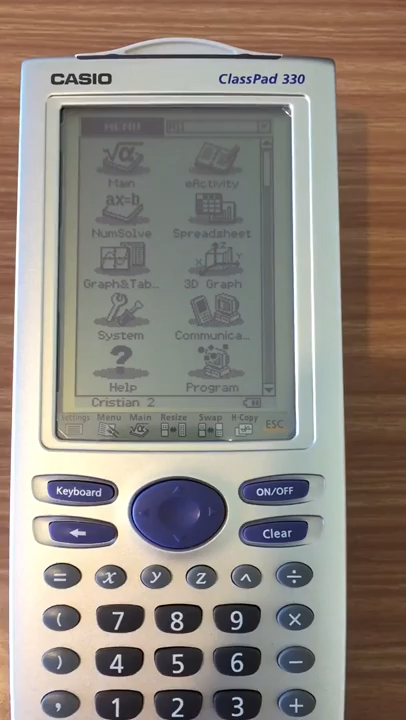 CASIO ClassPad 330
MENU All
Main eActivity
ax=b
NumSolve Spreadsheet
Graph&Tab... 3D Graph
System Communica...
?
Help Program
Cristian 2
Settings Menu Main Resize Swap H-Copy ESC
Keyboard ON/OFF
Clear
= x y z ^ ÷
( 7 8 9 ×
) 4 5 6 −
, 1 2 3 +